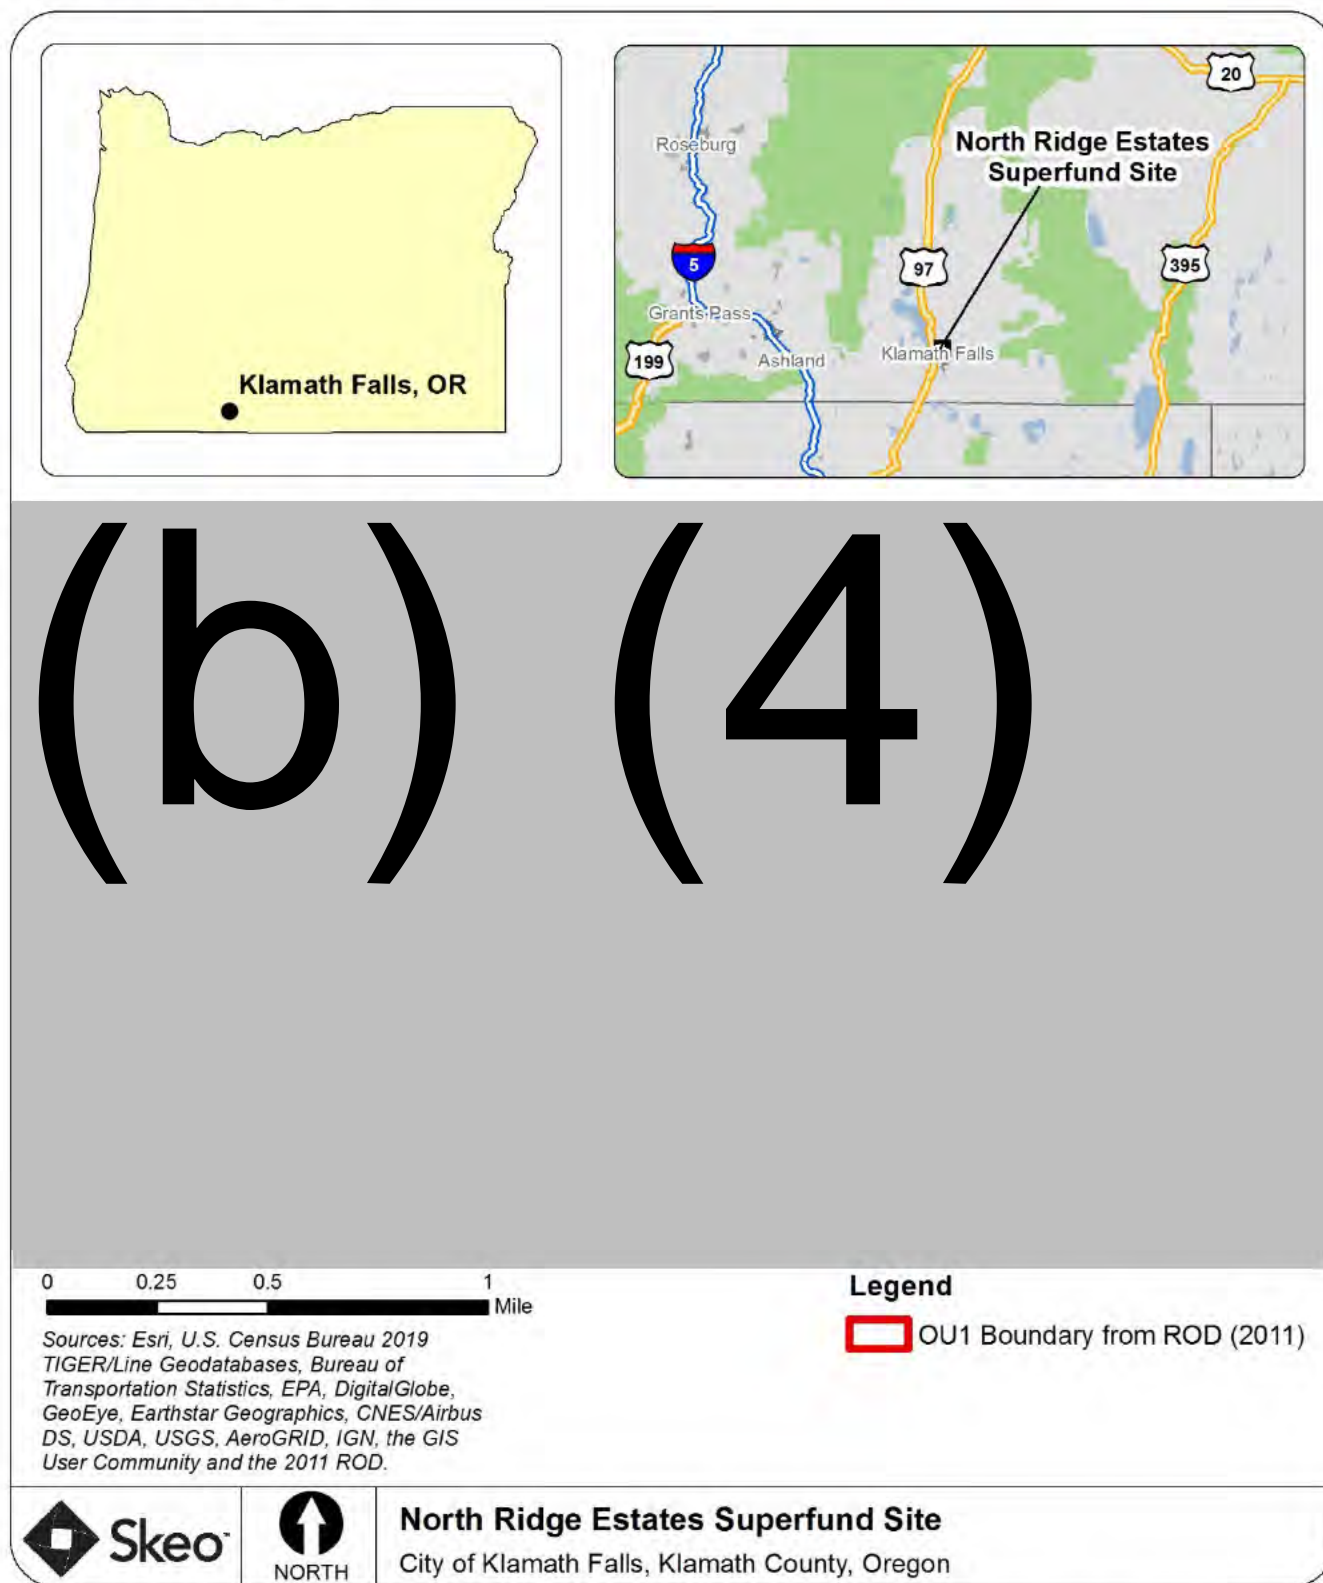 Klamath Falls, OR
20
North Ridge Estates
Superfund Site
Roseburg
5
97
395
Grants Pass
199
Ashland
Klamath Falls
(b) (4)
0 0.25 0.5 1
Mile
Sources: Esri, U.S. Census Bureau 2019
TIGER/Line Geodatabases, Bureau of
Transportation Statistics, EPA, DigitalGlobe,
GeoEye, Earthstar Geographics, CNES/Airbus
DS, USDA, USGS, AeroGRID, IGN, the GIS
User Community and the 2011 ROD.
Legend
OU1 Boundary from ROD (2011)
Skeo
NORTH
North Ridge Estates Superfund Site
City of Klamath Falls, Klamath County, Oregon